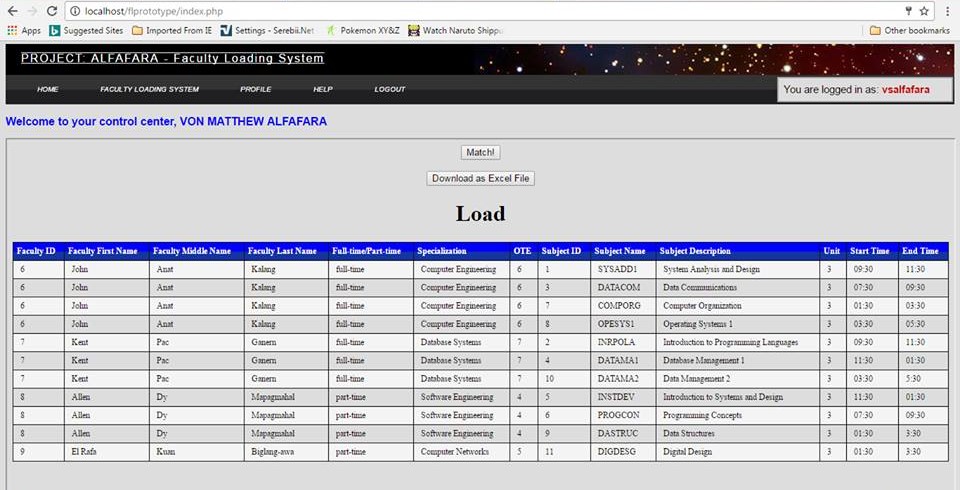 localhost/flprototype/index.php
Apps Suggested Sites Imported From IE Settings - Serebii.Net Pokemon XY&Z Watch Naruto Shippu Other bookmarks
PROJECT: ALFAFARA - Faculty Loading System
HOME FACULTY LOADING SYSTEM PROFILE HELP LOGOUT You are logged in as: vsalfafara
Welcome to your control center, VON MATTHEW ALFAFARA
Match!
Download as Excel File
Load
Faculty ID Faculty First Name Faculty Middle Name Faculty Last Name Full-time/Part-time Specialization OTE Subject ID Subject Name Subject Description Unit Start Time End Time
6 John Anat Kalang full-time Computer Engineering 6 1 SYSADD1 System Analysis and Design 3 09:30 11:30
6 John Anat Kalang full-time Computer Engineering 6 3 DATACOM Data Communications 3 07:30 09:30
6 John Anat Kalang full-time Computer Engineering 6 7 COMPORG Computer Organization 3 01:30 03:30
6 John Anat Kalang full-time Computer Engineering 6 8 OPESYS1 Operating Systems 1 3 03:30 05:30
7 Kent Pac Ganern full-time Database Systems 7 2 INRPOLA Introduction to Programming Languages 3 09:30 11:30
7 Kent Pac Ganern full-time Database Systems 7 4 DATAMA1 Database Management 1 3 11:30 01:30
7 Kent Pac Ganern full-time Database Systems 7 10 DATAMA2 Data Management 2 3 03:30 5:30
8 Allen Dy Mapagmahal part-time Software Engineering 4 5 INSTDEV Introduction to Systems and Design 3 11:30 01:30
8 Allen Dy Mapagmahal part-time Software Engineering 4 6 PROGCON Programming Concepts 3 07:30 09:30
8 Allen Dy Mapagmahal part-time Software Engineering 4 9 DASTRUC Data Structures 3 01:30 3:30
9 El Rafa Kuan Biglang-awa part-time Computer Networks 5 11 DIGDESG Digital Design 3 01:30 3:30